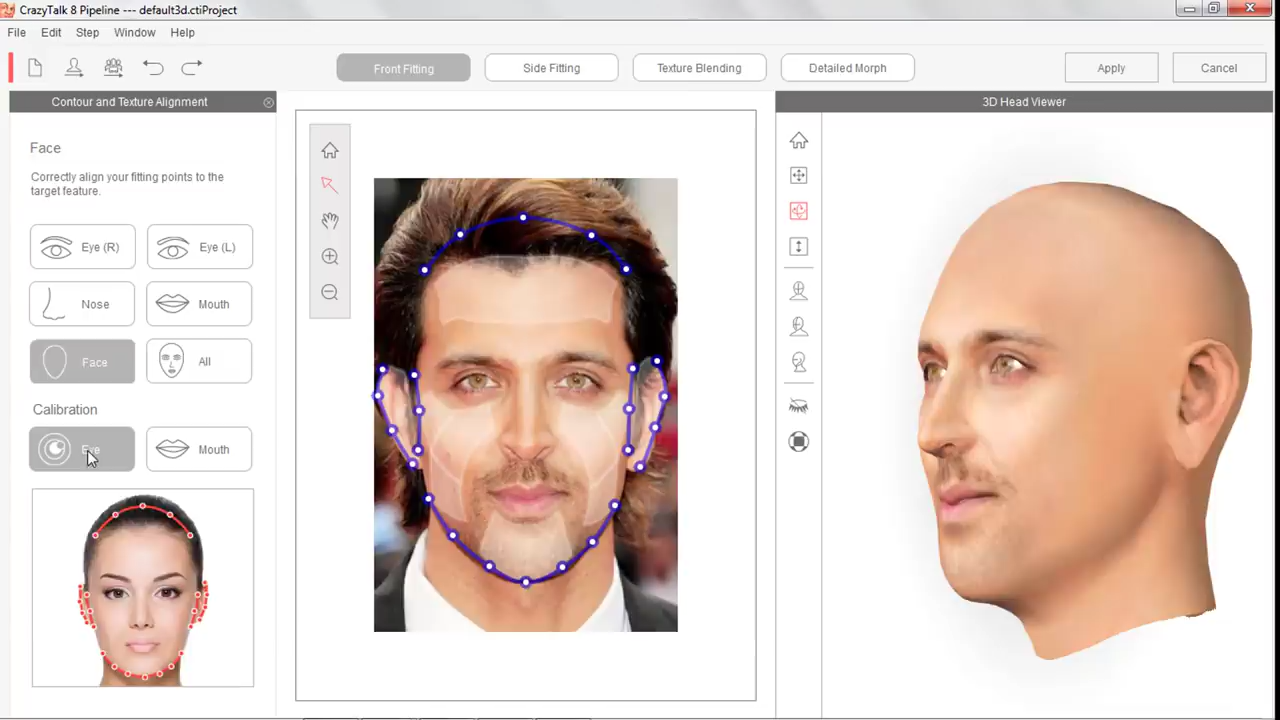 CrazyTalk 8 Pipeline --- default3d.ctiProject
File Edit Step Window Help
Front Fitting Side Fitting Texture Blending Detailed Morph Apply Cancel
Contour and Texture Alignment
3D Head Viewer
Face
Correctly align your fitting points to the
target feature.
Eye (R) Eye (L)
Nose Mouth
Face All
Calibration
Eye Mouth